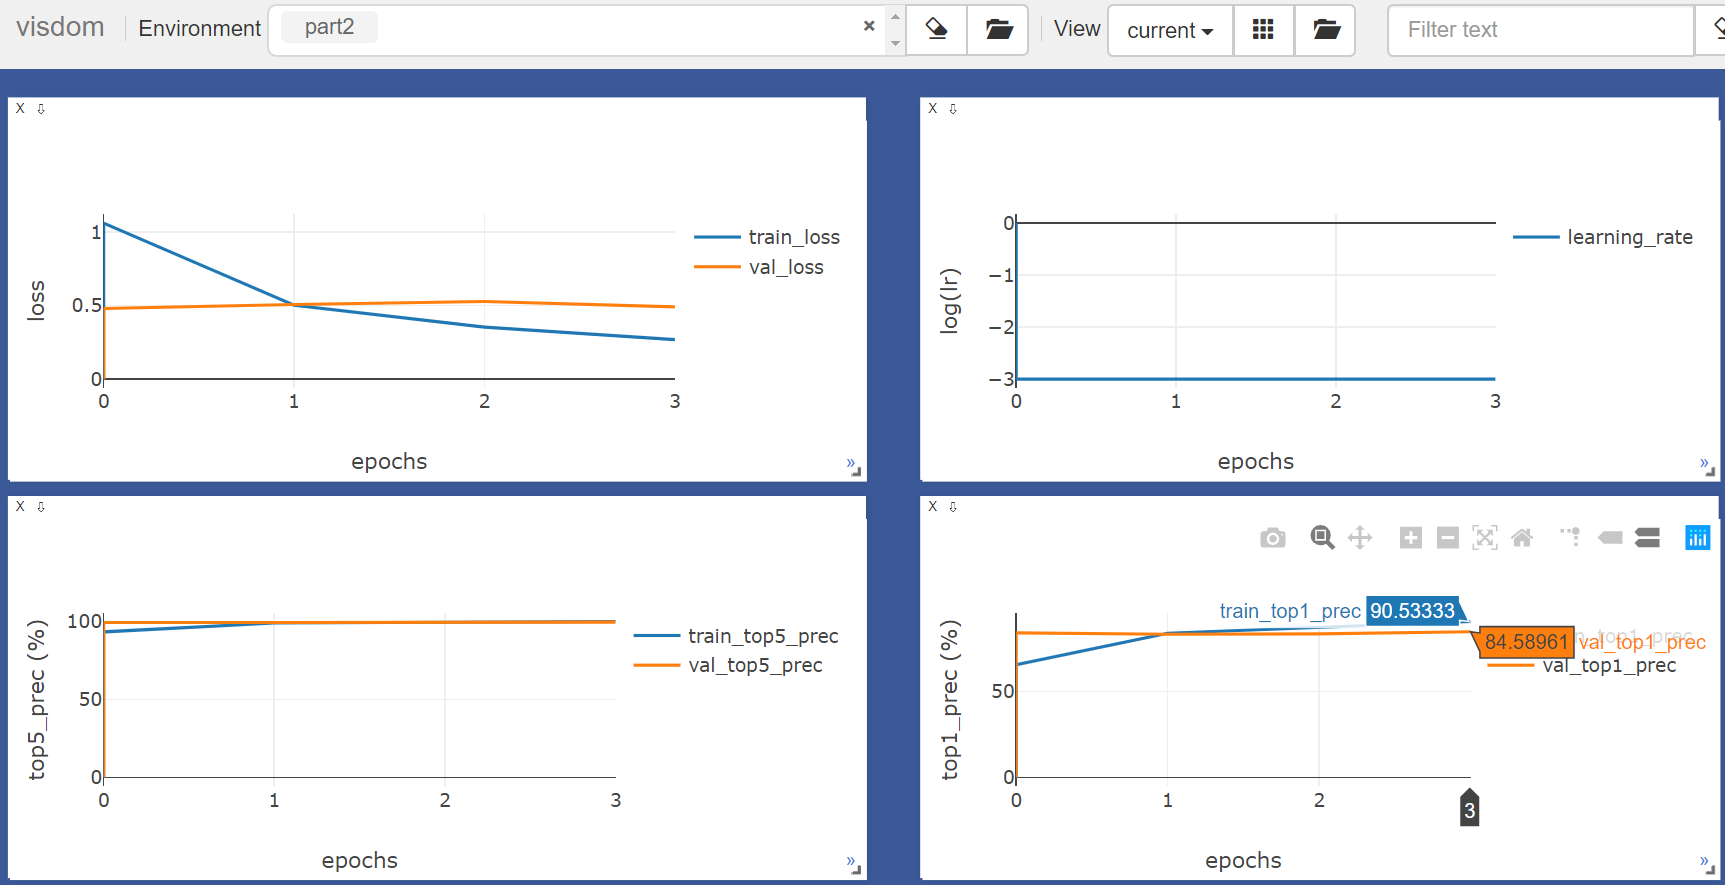 visdom Environment part2 × View current Filter text
X ⇩
1
0.5
0
0 1 2 3
loss
epochs
train_loss
val_loss
»
X ⇩
0
−1
−2
−3
0 1 2 3
log(lr)
epochs
learning_rate
»
X ⇩
100
50
0
0 1 2 3
top5_prec (%)
epochs
train_top5_prec
val_top5_prec
»
X ⇩
train_top1_prec 90.53333
84.58961 val_top1_prec
val_top1_prec
50
0
0 1 2 3
top1_prec (%)
epochs
»